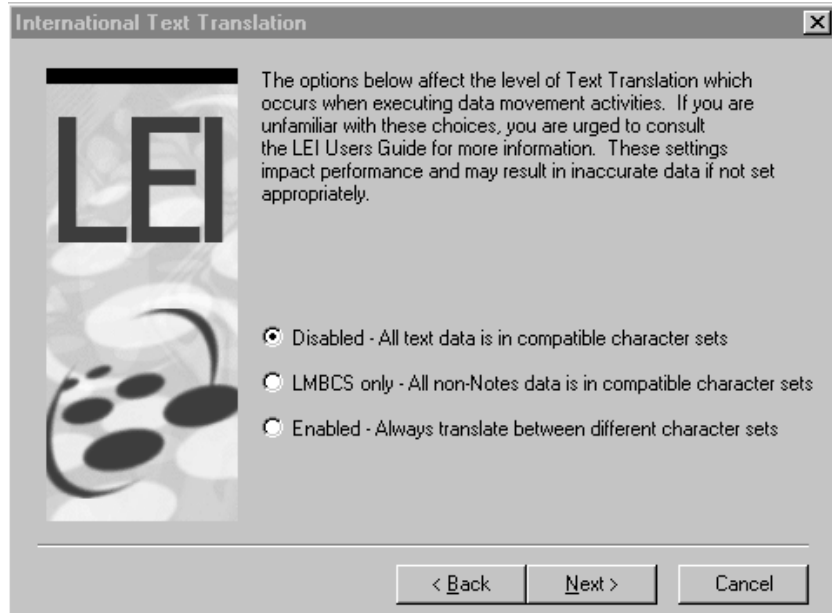 International Text Translation
LEI
The options below affect the level of Text Translation which
occurs when executing data movement activities.  If you are
unfamiliar with these choices, you are urged to consult
the LEI Users Guide for more information.  These settings
impact performance and may result in inaccurate data if not set
appropriately.
Disabled - All text data is in compatible character sets
LMBCS only - All non-Notes data is in compatible character sets
Enabled - Always translate between different character sets
< Back
Next >
Cancel